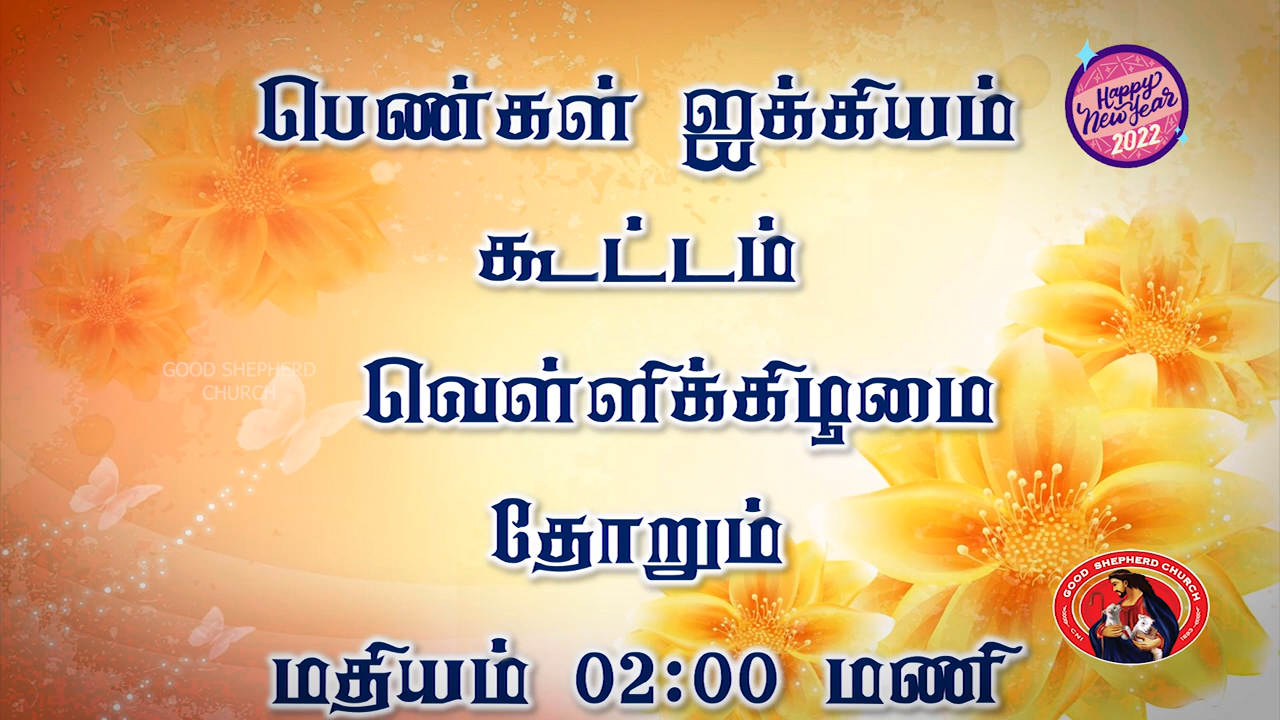 பெண்கள் ஐக்கியம்
Happy
New Year
2022
கூட்டம்
GOOD SHEPHERD
CHURCH
வெள்ளிக்கிழமை
தோறும்
GOOD SHEPHERD CHURCH
CNI
மதியம் 02:00 மணி